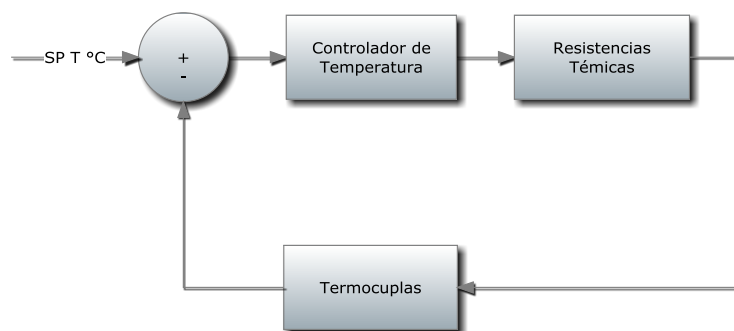 SP T °C
+
-
Controlador de
Temperatura
Resistencias
Témicas
Termocuplas